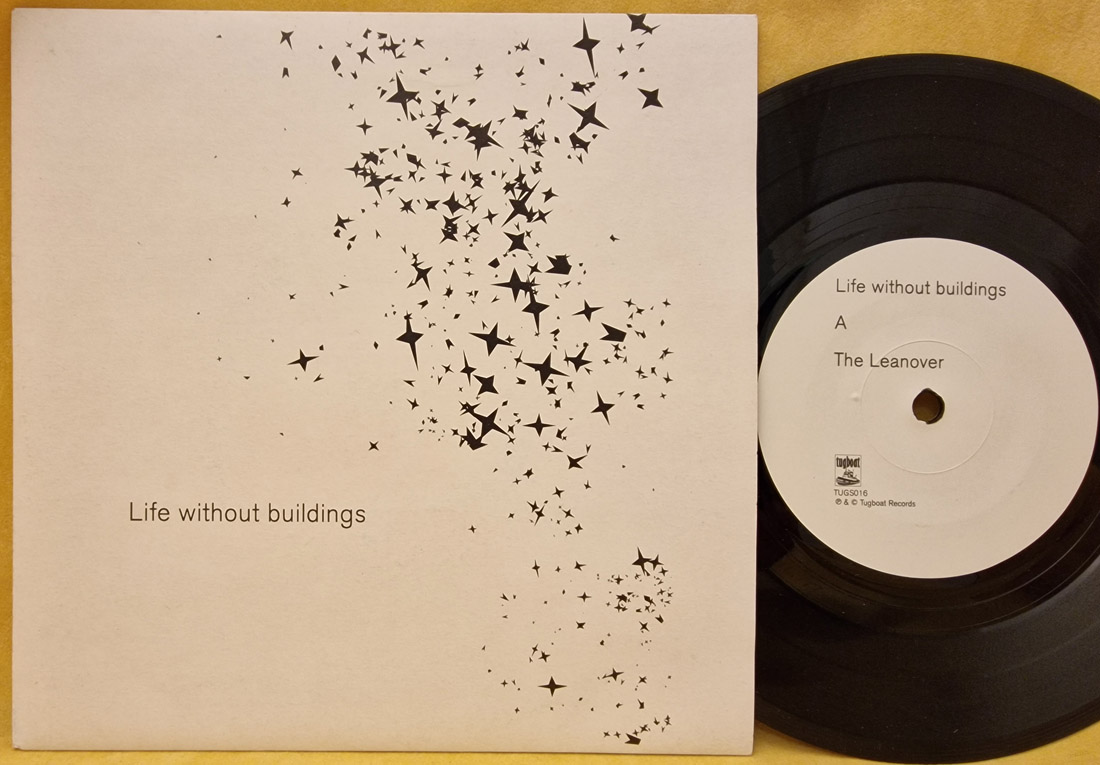 Life without buildings
Life without buildings
A
The Leanover
tugboat
TUGS016
℗ & © Tugboat Records